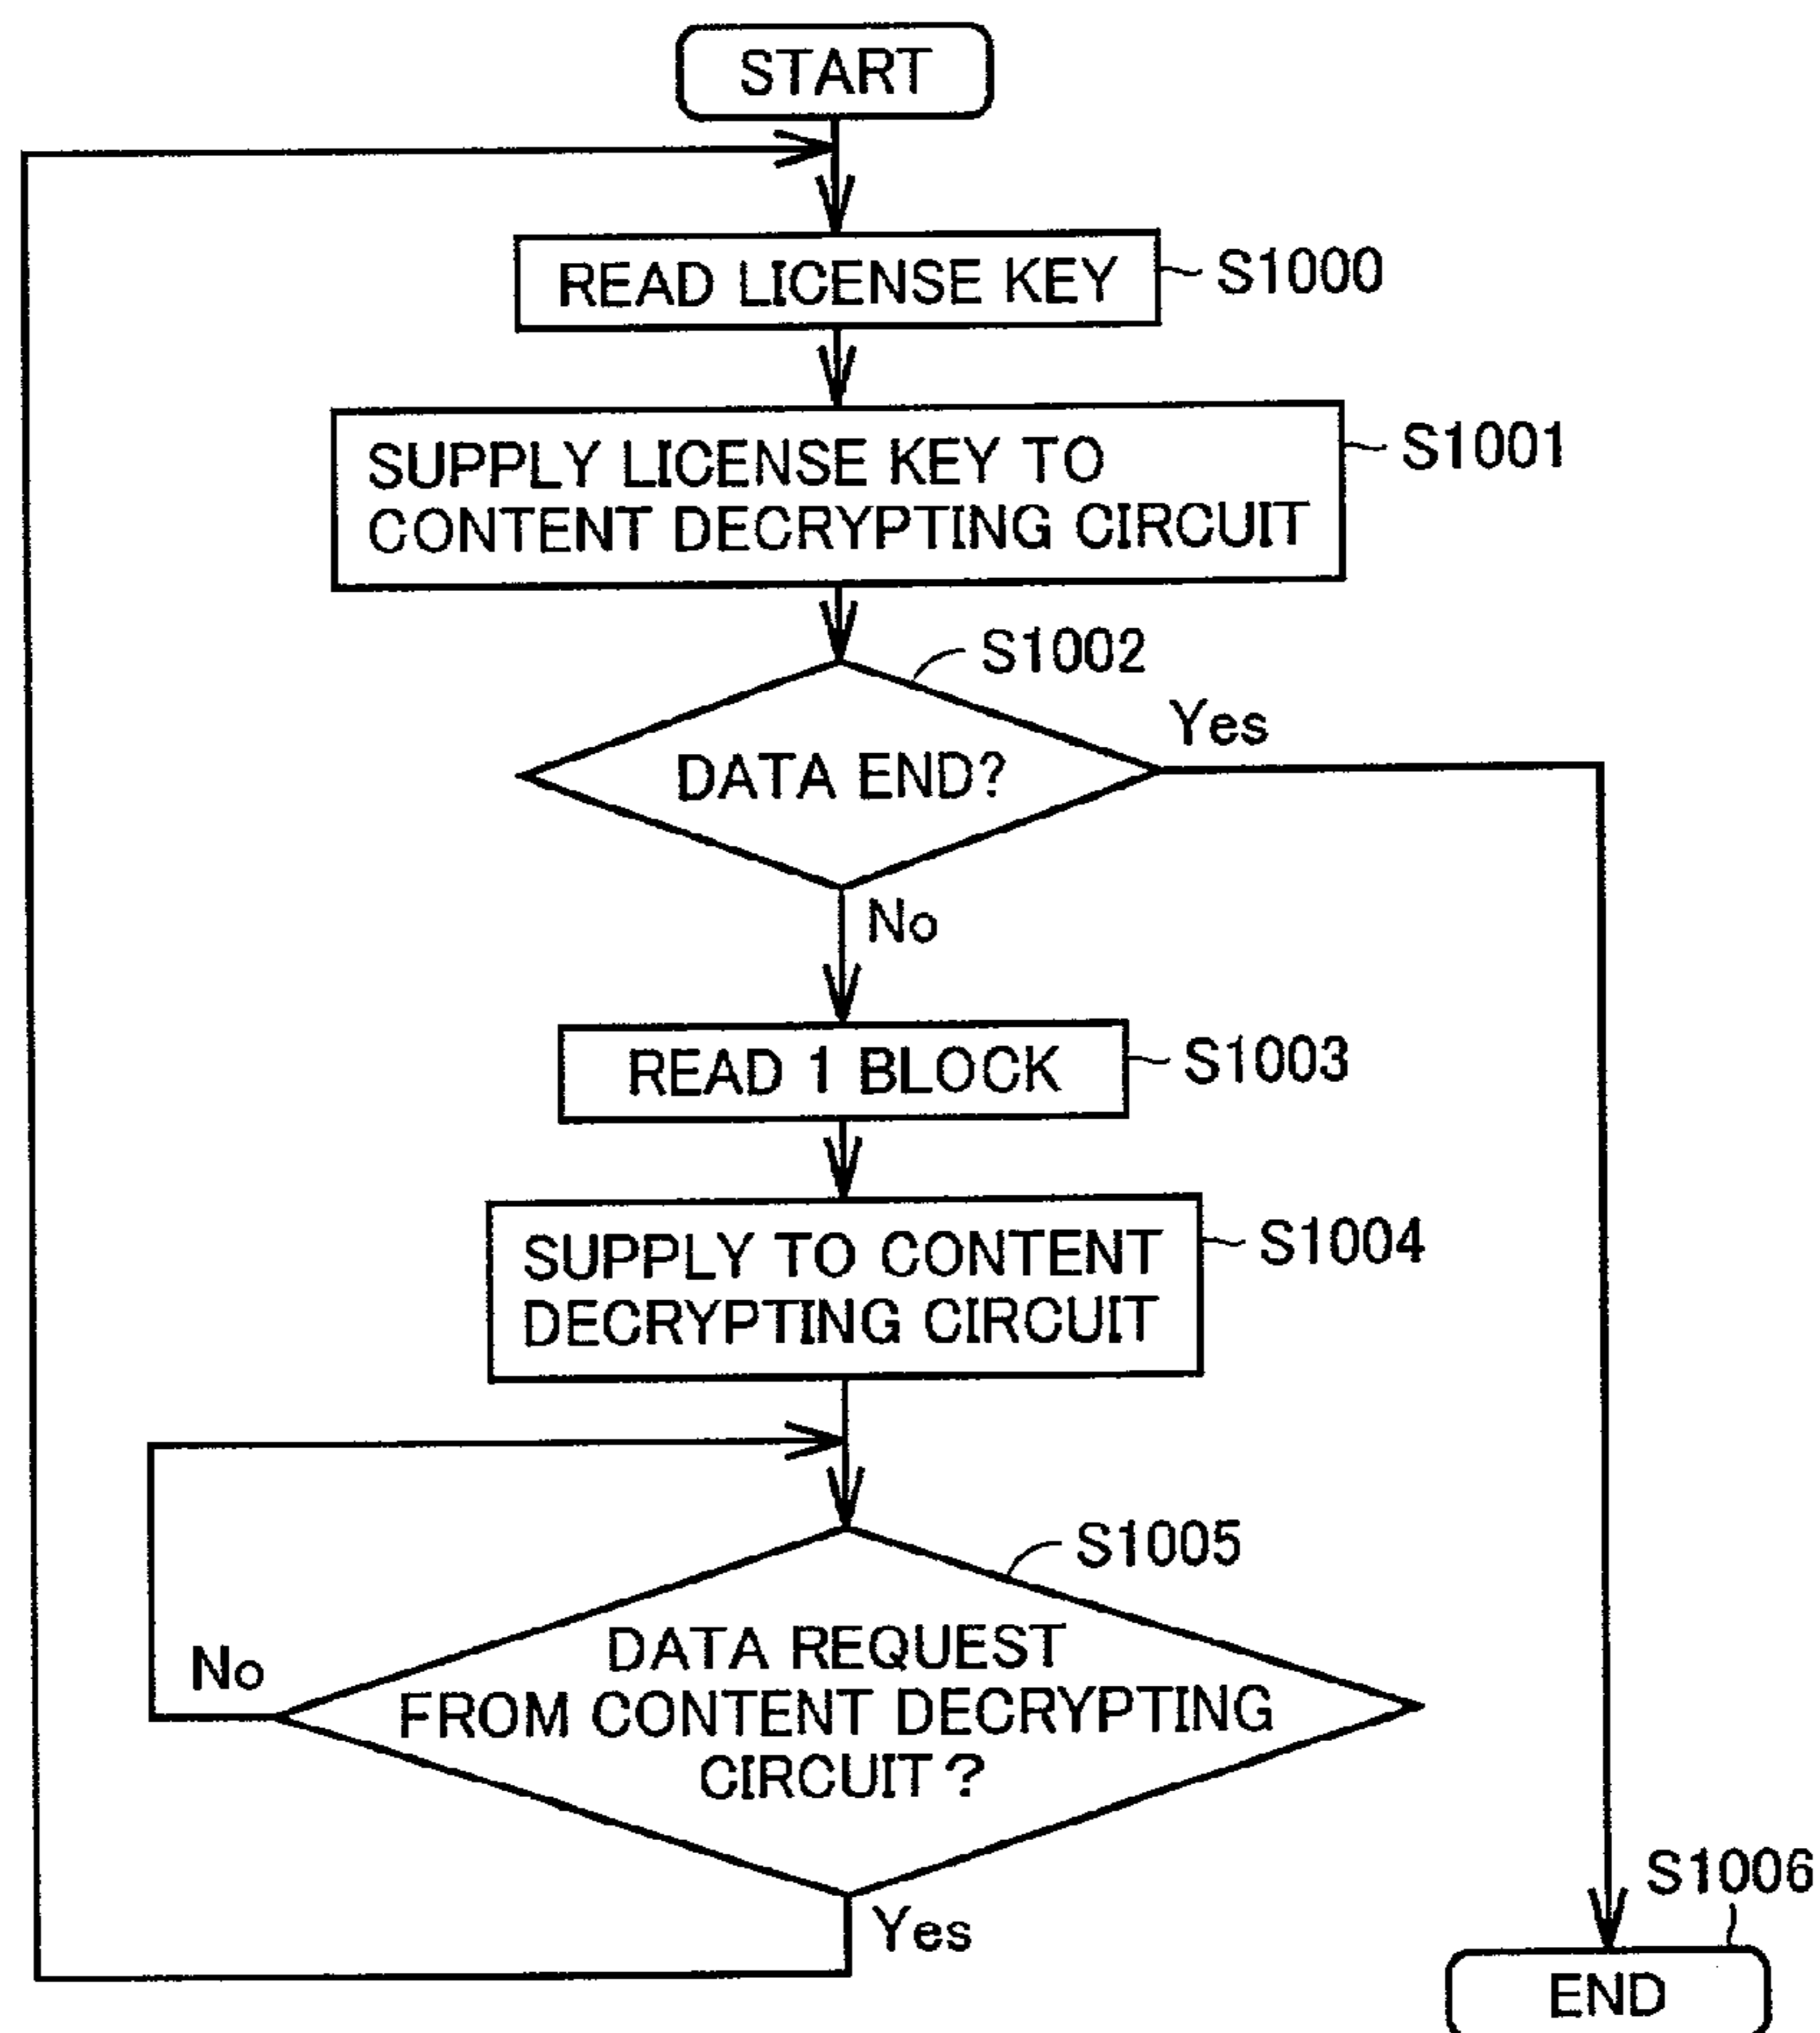 START
READ LICENSE KEY
S1000
SUPPLY LICENSE KEY TO
CONTENT DECRYPTING CIRCUIT
S1001
S1002
DATA END?
Yes
No
READ 1 BLOCK
S1003
SUPPLY TO CONTENT
DECRYPTING CIRCUIT
S1004
S1005
DATA REQUEST
FROM CONTENT DECRYPTING
CIRCUIT?
No
Yes
S1006
END